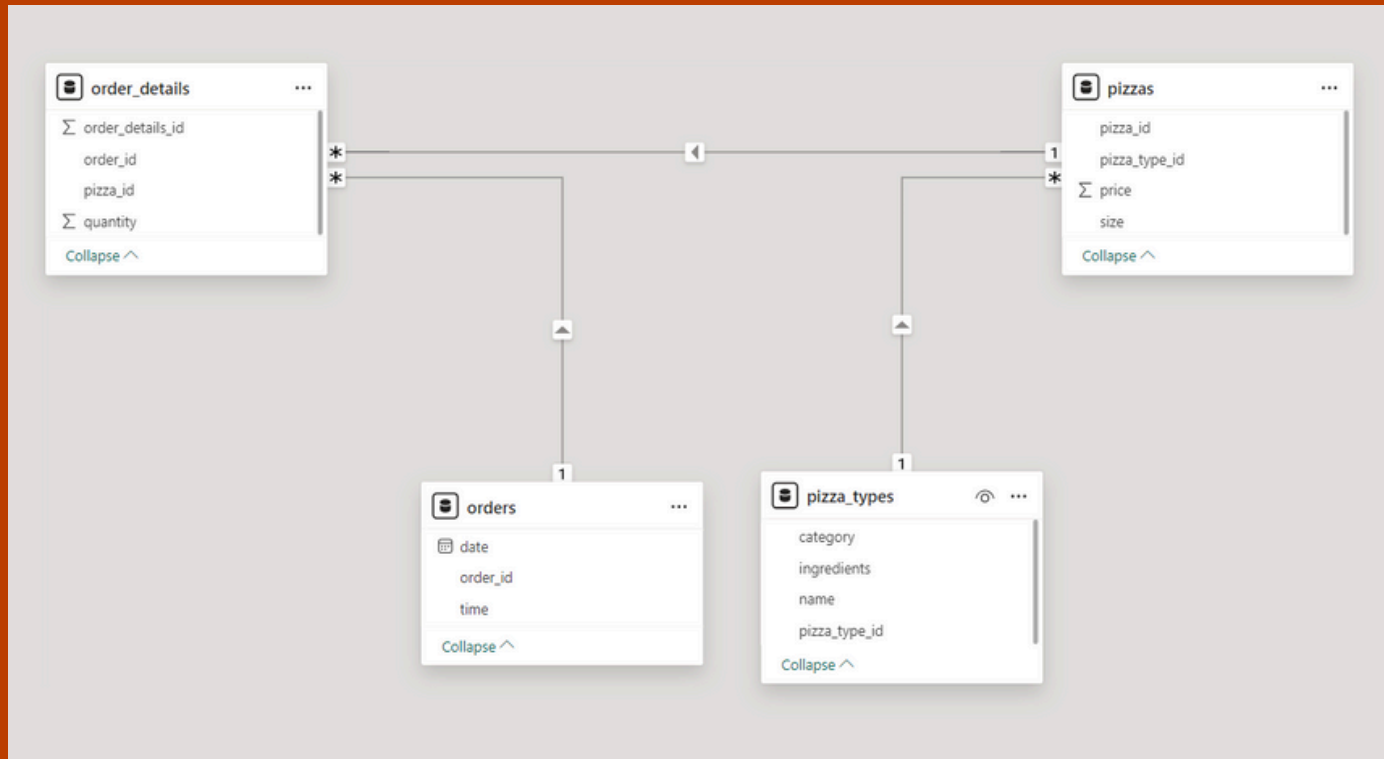 order_details
...
Σ order_details_id
order_id
pizza_id
Σ quantity
Collapse
pizzas
...
pizza_id
pizza_type_id
Σ price
size
Collapse
*
1
*
*
1
1
orders
...
date
order_id
time
Collapse
pizza_types
...
category
ingredients
name
pizza_type_id
Collapse